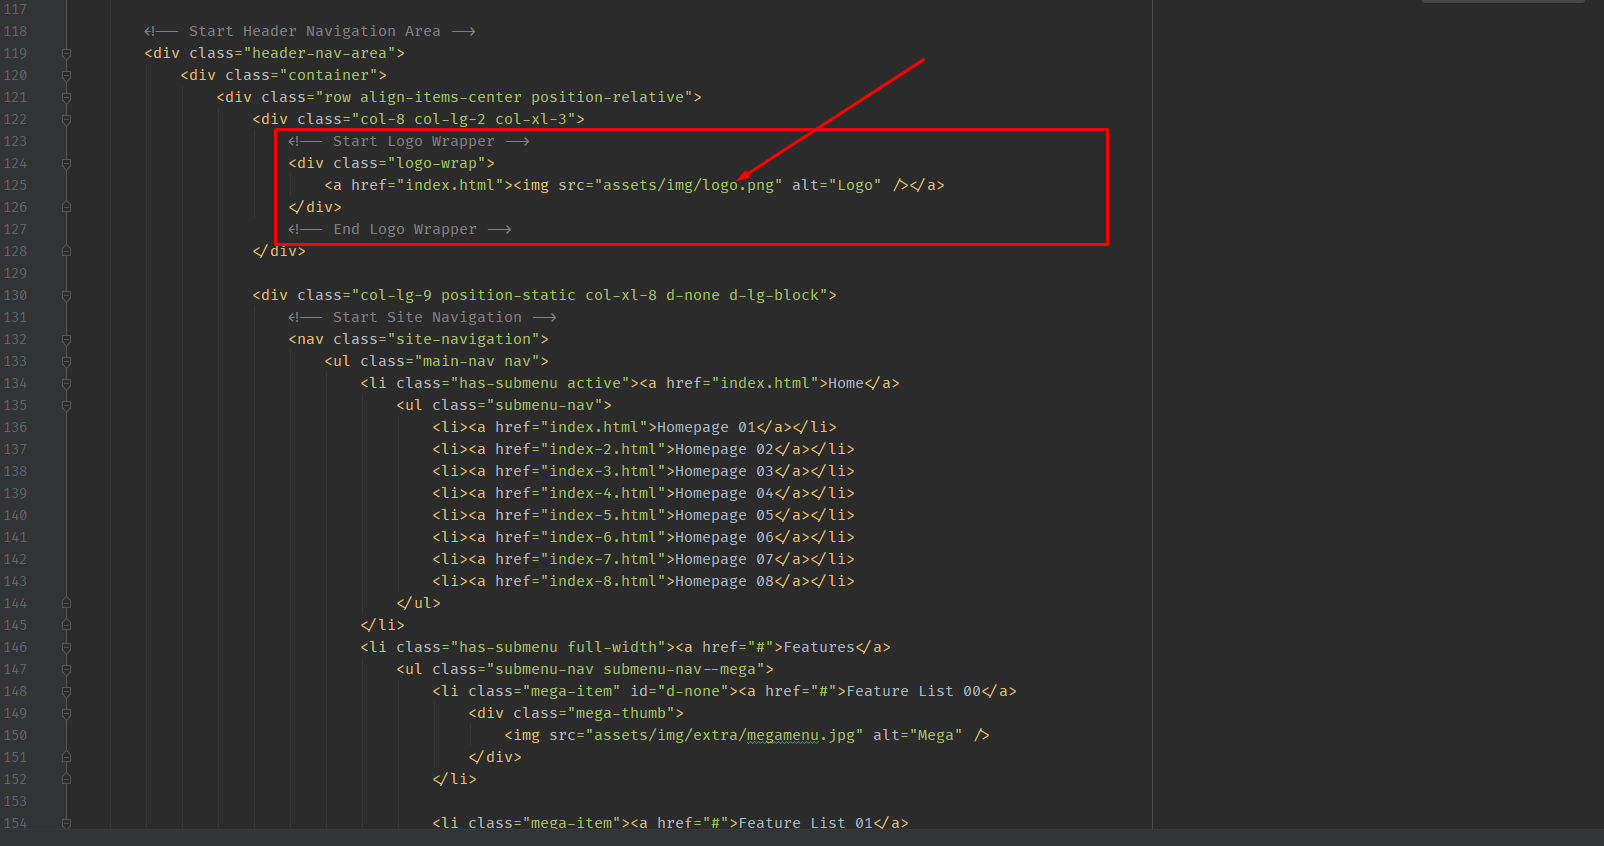 117
118 <!-- Start Header Navigation Area -->
119 <div class="header-nav-area">
120 <div class="container">
121 <div class="row align-items-center position-relative">
122 <div class="col-8 col-lg-2 col-xl-3">
123 <!-- Start Logo Wrapper -->
124 <div class="logo-wrap">
125 <a href="index.html"><img src="assets/img/logo.png" alt="Logo" /></a>
126 </div>
127 <!-- End Logo Wrapper -->
128 </div>
129
130 <div class="col-lg-9 position-static col-xl-8 d-none d-lg-block">
131 <!-- Start Site Navigation -->
132 <nav class="site-navigation">
133 <ul class="main-nav nav">
134 <li class="has-submenu active"><a href="index.html">Home</a>
135 <ul class="submenu-nav">
136 <li><a href="index.html">Homepage 01</a></li>
137 <li><a href="index-2.html">Homepage 02</a></li>
138 <li><a href="index-3.html">Homepage 03</a></li>
139 <li><a href="index-4.html">Homepage 04</a></li>
140 <li><a href="index-5.html">Homepage 05</a></li>
141 <li><a href="index-6.html">Homepage 06</a></li>
142 <li><a href="index-7.html">Homepage 07</a></li>
143 <li><a href="index-8.html">Homepage 08</a></li>
144 </ul>
145 </li>
146 <li class="has-submenu full-width"><a href="#">Features</a>
147 <ul class="submenu-nav submenu-nav--mega">
148 <li class="mega-item" id="d-none"><a href="#">Feature List 00</a>
149 <div class="mega-thumb">
150 <img src="assets/img/extra/megamenu.jpg" alt="Mega" />
151 </div>
152 </li>
153
154 <li class="mega-item"><a href="#">Feature List 01</a>